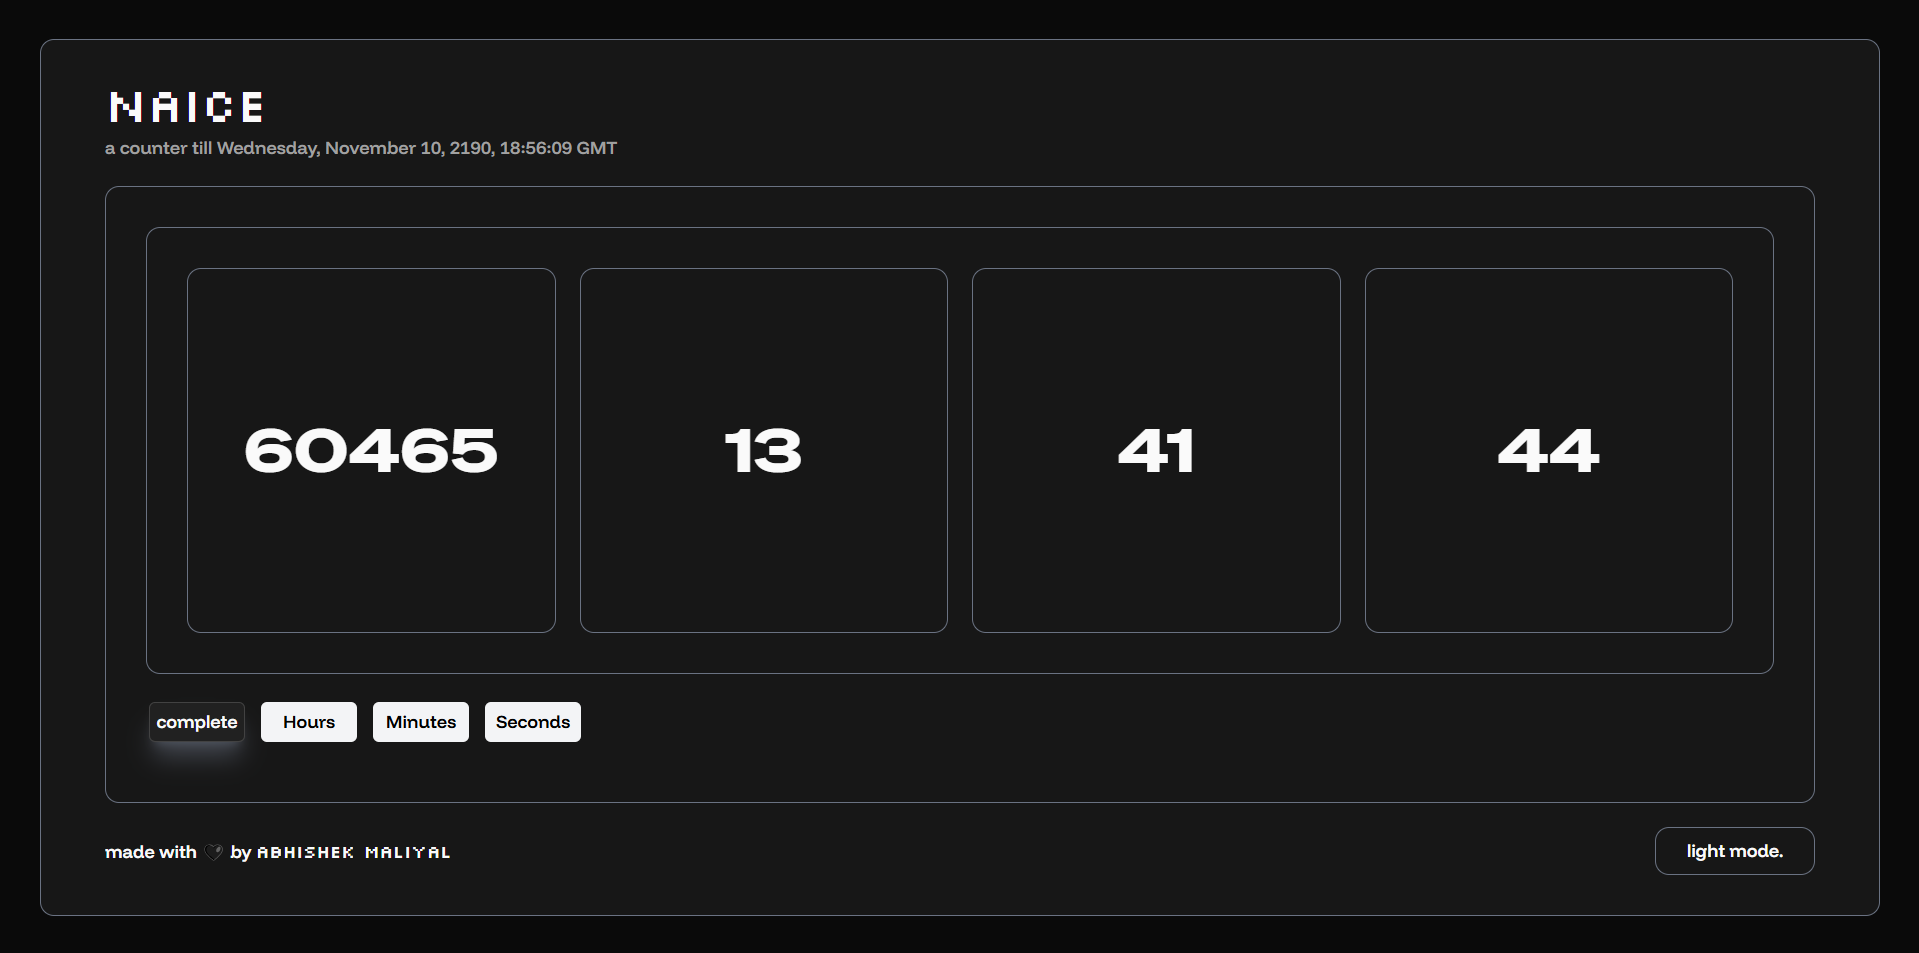 NAICE
a counter till Wednesday, November 10, 2190, 18:56:09 GMT
60465 13 41 44
complete Hours Minutes Seconds
made with 🖤 by ABHISHEK MALIYAL
light mode.